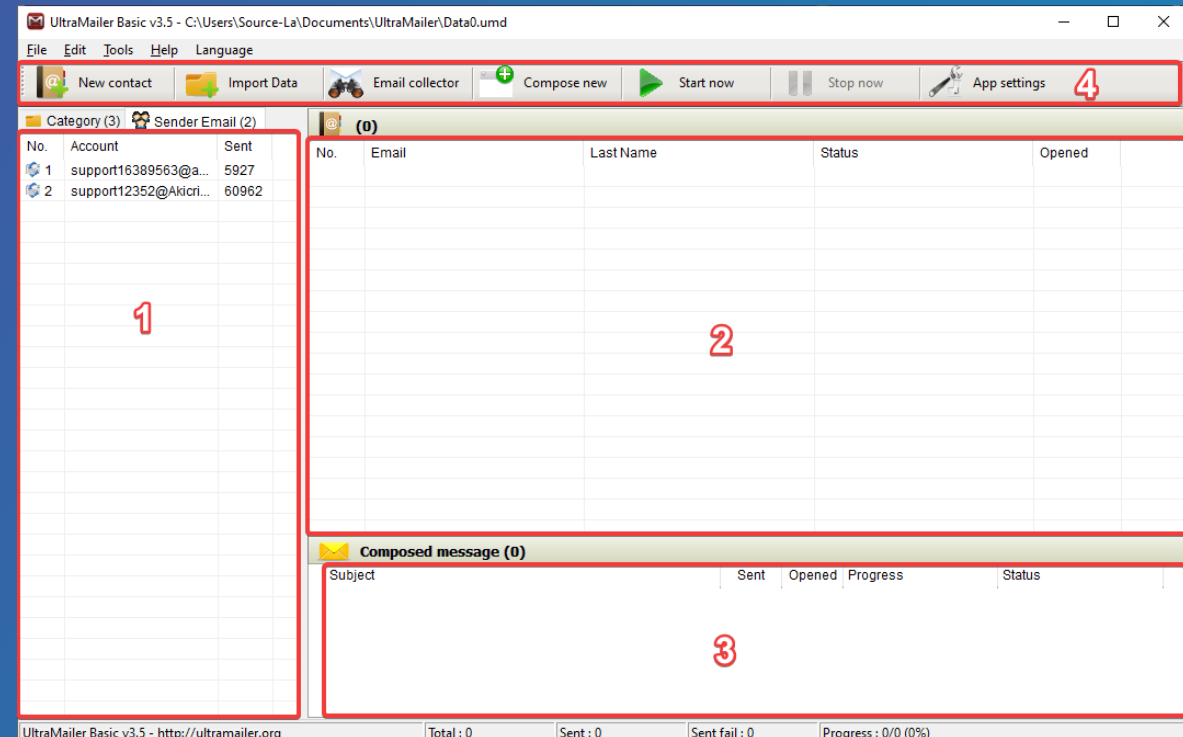 UltraMailer Basic v3.5 - C:\Users\Source-La\Documents\UltraMailer\Data0.umd
File Edit Tools Help Language
New contact Import Data Email collector Compose new Start now Stop now App settings 4
Category (3) Sender Email (2) (0)
No. Account Sent
No. Email Last Name Status Opened
1 support16389563@a... 5927
2 support12352@Akicri... 60962
1
2
Composed message (0)
Subject Sent Opened Progress Status
3
UltraMailer Basic v3.5 - http://ultramailer.org Total : 0 Sent : 0 Sent fail : 0 Progress : 0/0 (0%)